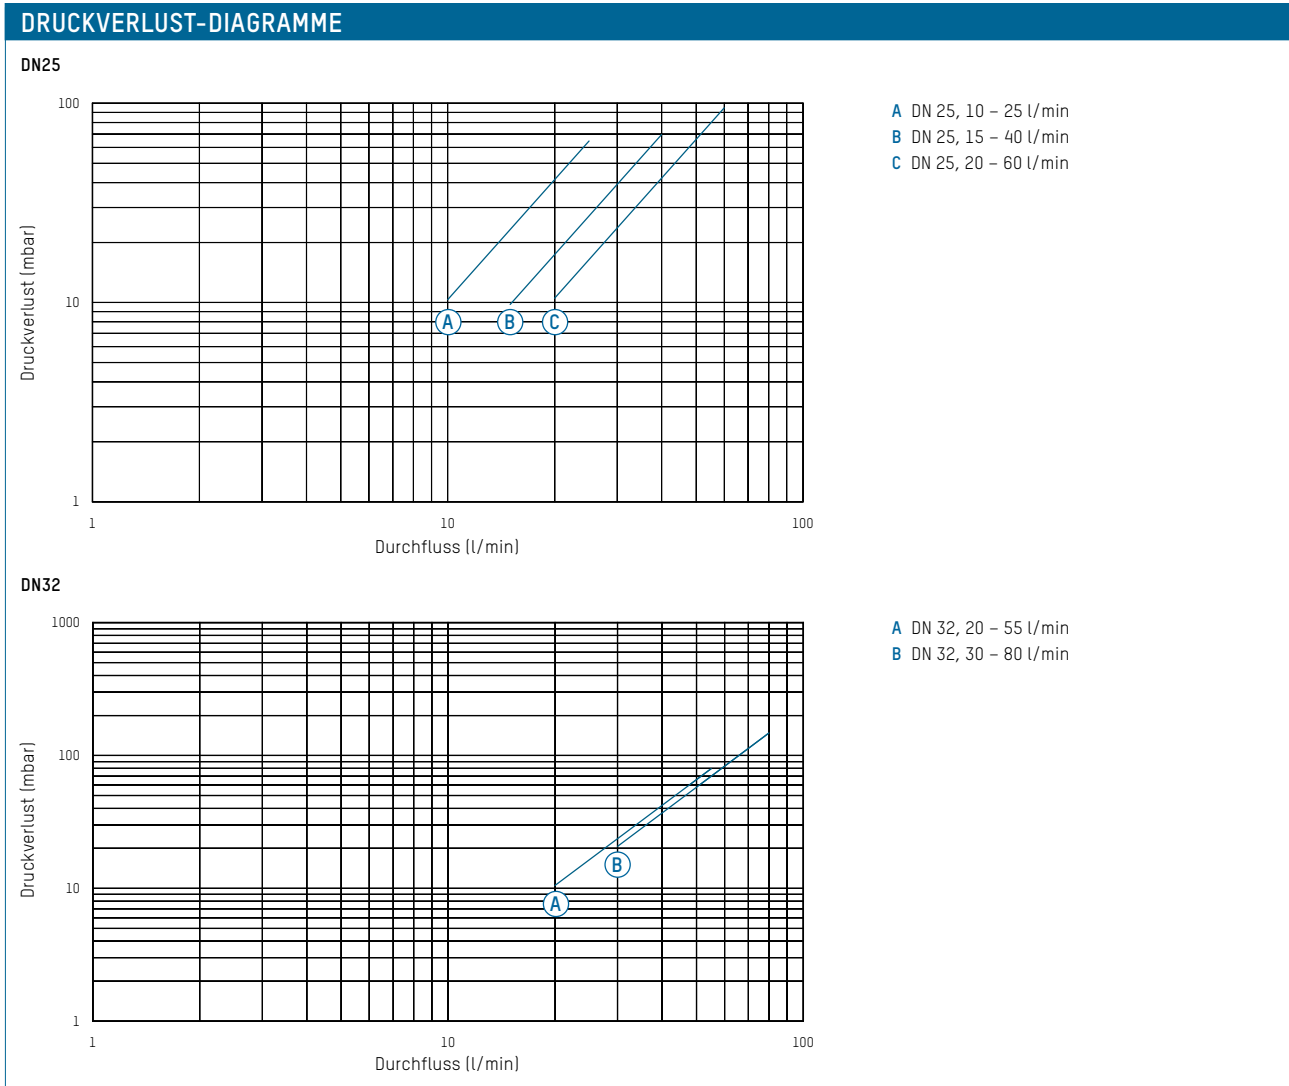 DRUCKVERLUST-DIAGRAMME
DN25
100
10
1
Druckverlust (mbar)
1 10 100
Durchfluss (l/min)
A
B
C
A DN 25, 10 – 25 l/min
B DN 25, 15 – 40 l/min
C DN 25, 20 – 60 l/min
DN32
1000
100
10
1
Druckverlust (mbar)
1 10 100
Durchfluss (l/min)
B
A
A DN 32, 20 – 55 l/min
B DN 32, 30 – 80 l/min